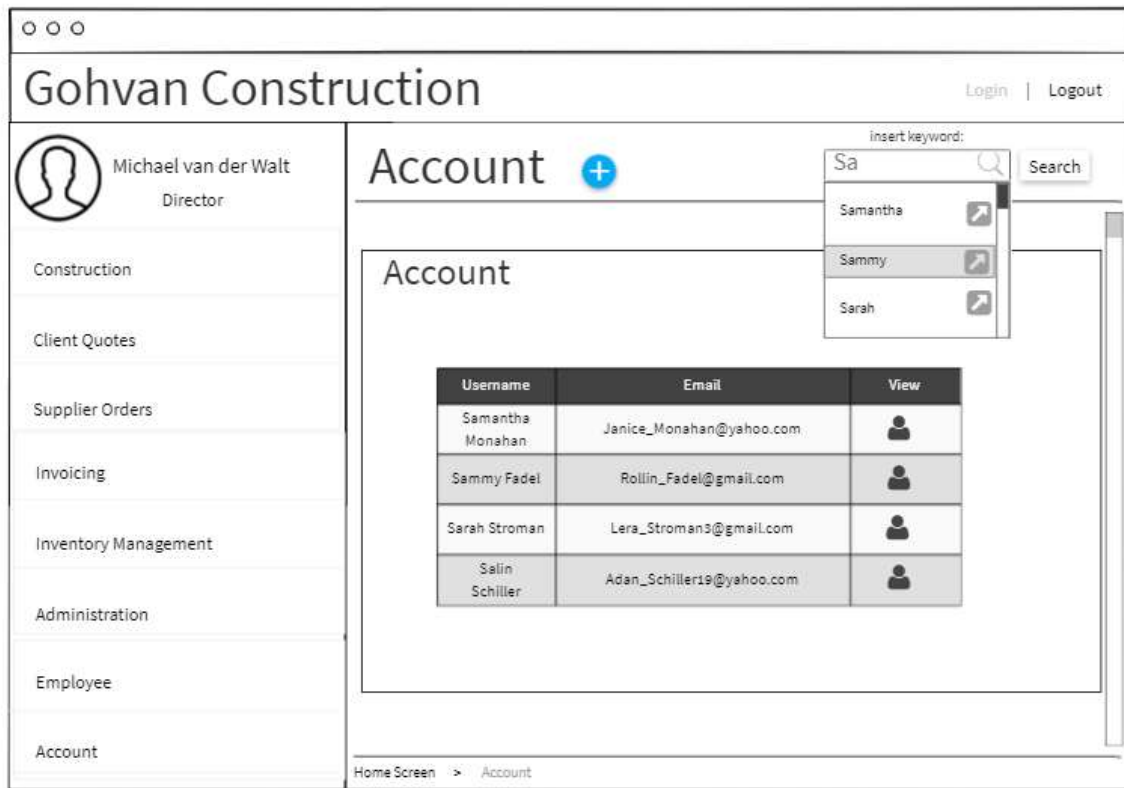 Gohvan Construction
Login | Logout
Michael van der Walt
Director
Construction
Client Quotes
Supplier Orders
Invoicing
Inventory Management
Administration
Employee
Account
Account
insert keyword:
Sa
Search
Samantha
Sammy
Sarah
Account
Username Email View
Samantha
Monahan
Janice_Monahan@yahoo.com
Sammy Fadel Rollin_Fadel@gmail.com
Sarah Stroman Lera_Stroman3@gmail.com
Salin
Schiller
Adan_Schiller19@yahoo.com
Home Screen > Account